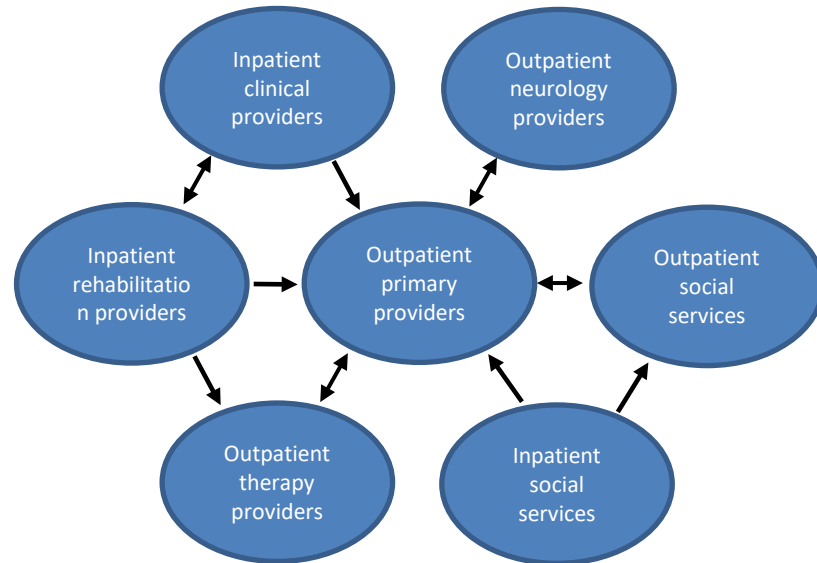 Inpatient
clinical
providers
Outpatient
neurology
providers
Inpatient
rehabilitatio
n providers
Outpatient
primary
providers
Outpatient
social
services
Outpatient
therapy
providers
Inpatient
social
services